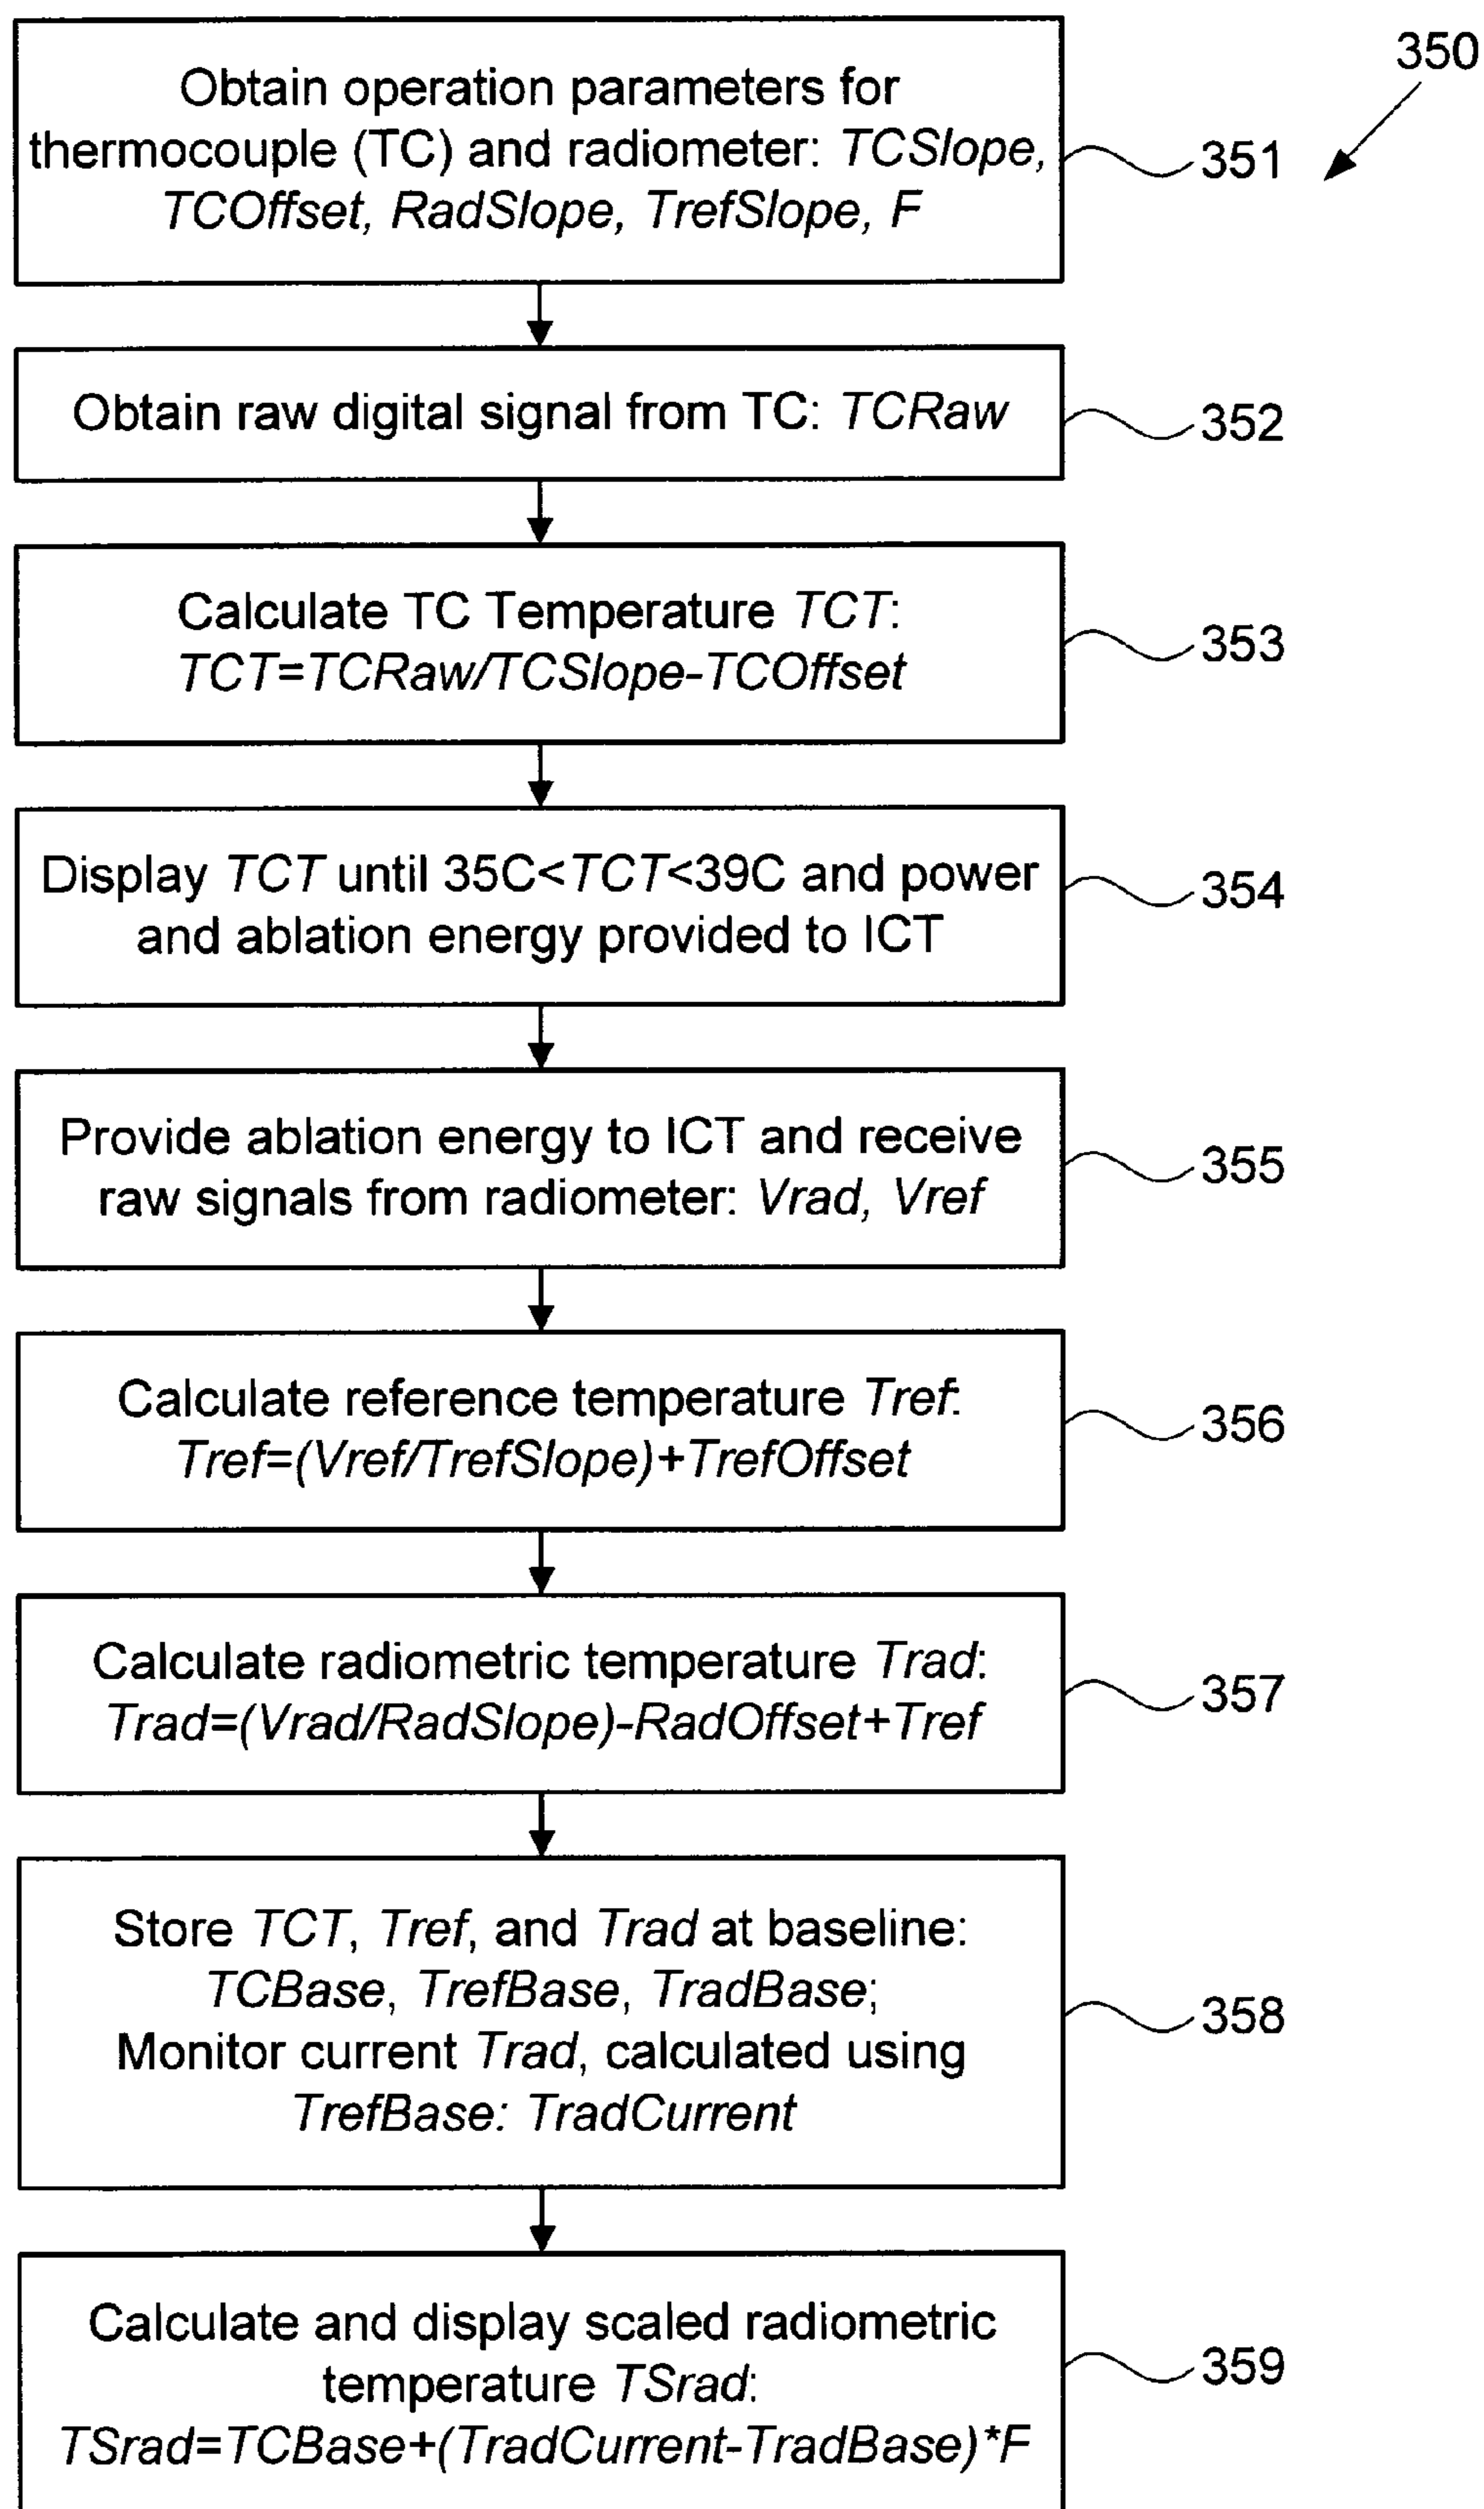 350
Obtain operation parameters for
thermocouple (TC) and radiometer: TCSlope,
TCOffset, RadSlope, TrefSlope, F
351
Obtain raw digital signal from TC: TCRaw
352
Calculate TC Temperature TCT:
TCT=TCRaw/TCSlope-TCOffset
353
Display TCT until 35C<TCT<39C and power
and ablation energy provided to ICT
354
Provide ablation energy to ICT and receive
raw signals from radiometer: Vrad, Vref
355
Calculate reference temperature Tref:
Tref=(Vref/TrefSlope)+TrefOffset
356
Calculate radiometric temperature Trad:
Trad=(Vrad/RadSlope)-RadOffset+Tref
357
Store TCT, Tref, and Trad at baseline:
TCBase, TrefBase, TradBase;
Monitor current Trad, calculated using
TrefBase: TradCurrent
358
Calculate and display scaled radiometric
temperature TSrad:
TSrad=TCBase+(TradCurrent-TradBase)*F
359